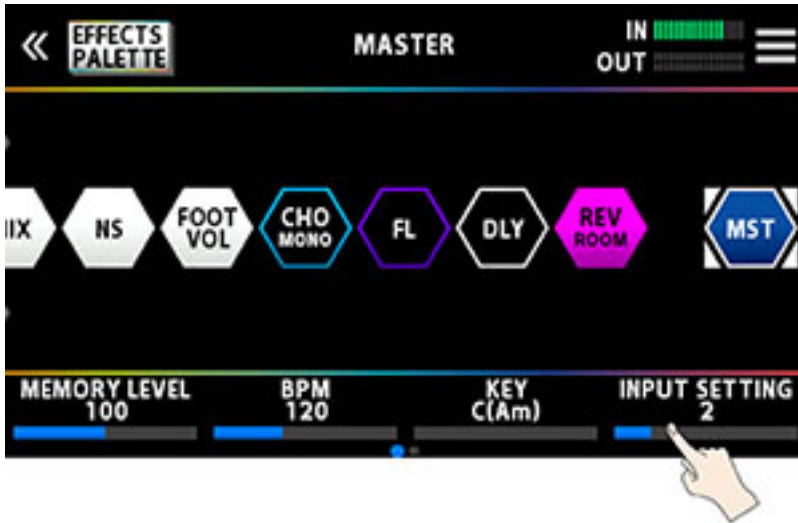 EFFECTS
PALETTE
MASTER
IN
OUT
NS
FOOT
VOL
CHO
MONO
FL
DLY
REV
ROOM
MST
MEMORY LEVEL
100
BPM
120
KEY
C(Am)
INPUT SETTING
2